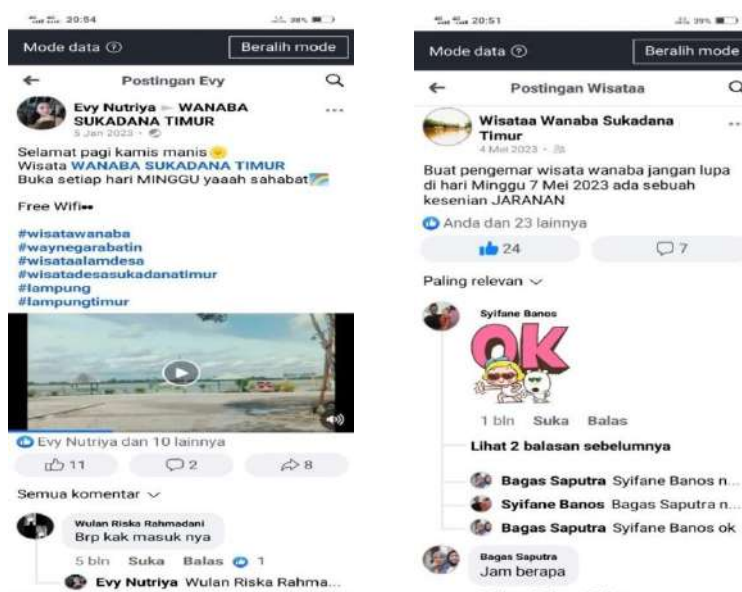 20:54
38%
Mode data
Beralih mode
Postingan Evy
Evy Nutriya ▸ WANABA
SUKADANA TIMUR
5 Jan 2023
Selamat pagi kamis manis
Wisata WANABA SUKADANA TIMUR
Buka setiap hari MINGGU yaaah sahabat
Free Wifi
#wisatawanaba
#waynegarabatin
#wisataalamdesa
#wisatadesasukadanatimur
#lampung
#lampungtimur
Evy Nutriya dan 10 lainnya
11 2 8
Semua komentar
Wulan Riska Rahmadani
Brp kak masuk nya
5 bln Suka Balas 1
Evy Nutriya Wulan Riska Rahma...
20:51
39%
Mode data
Beralih mode
Postingan Wisataa
Wisataa Wanaba Sukadana
Timur
4 Mei 2023
Buat pengemar wisata wanaba jangan lupa
di hari Minggu 7 Mei 2023 ada sebuah
kesenian JARANAN
Anda dan 23 lainnya
24 7
Paling relevan
Syifane Banos
OK
1 bln Suka Balas
Lihat 2 balasan sebelumnya
Bagas Saputra Syifane Banos n...
Syifane Banos Bagas Saputra n...
Bagas Saputra Syifane Banos ok
Bagas Saputra
Jam berapa